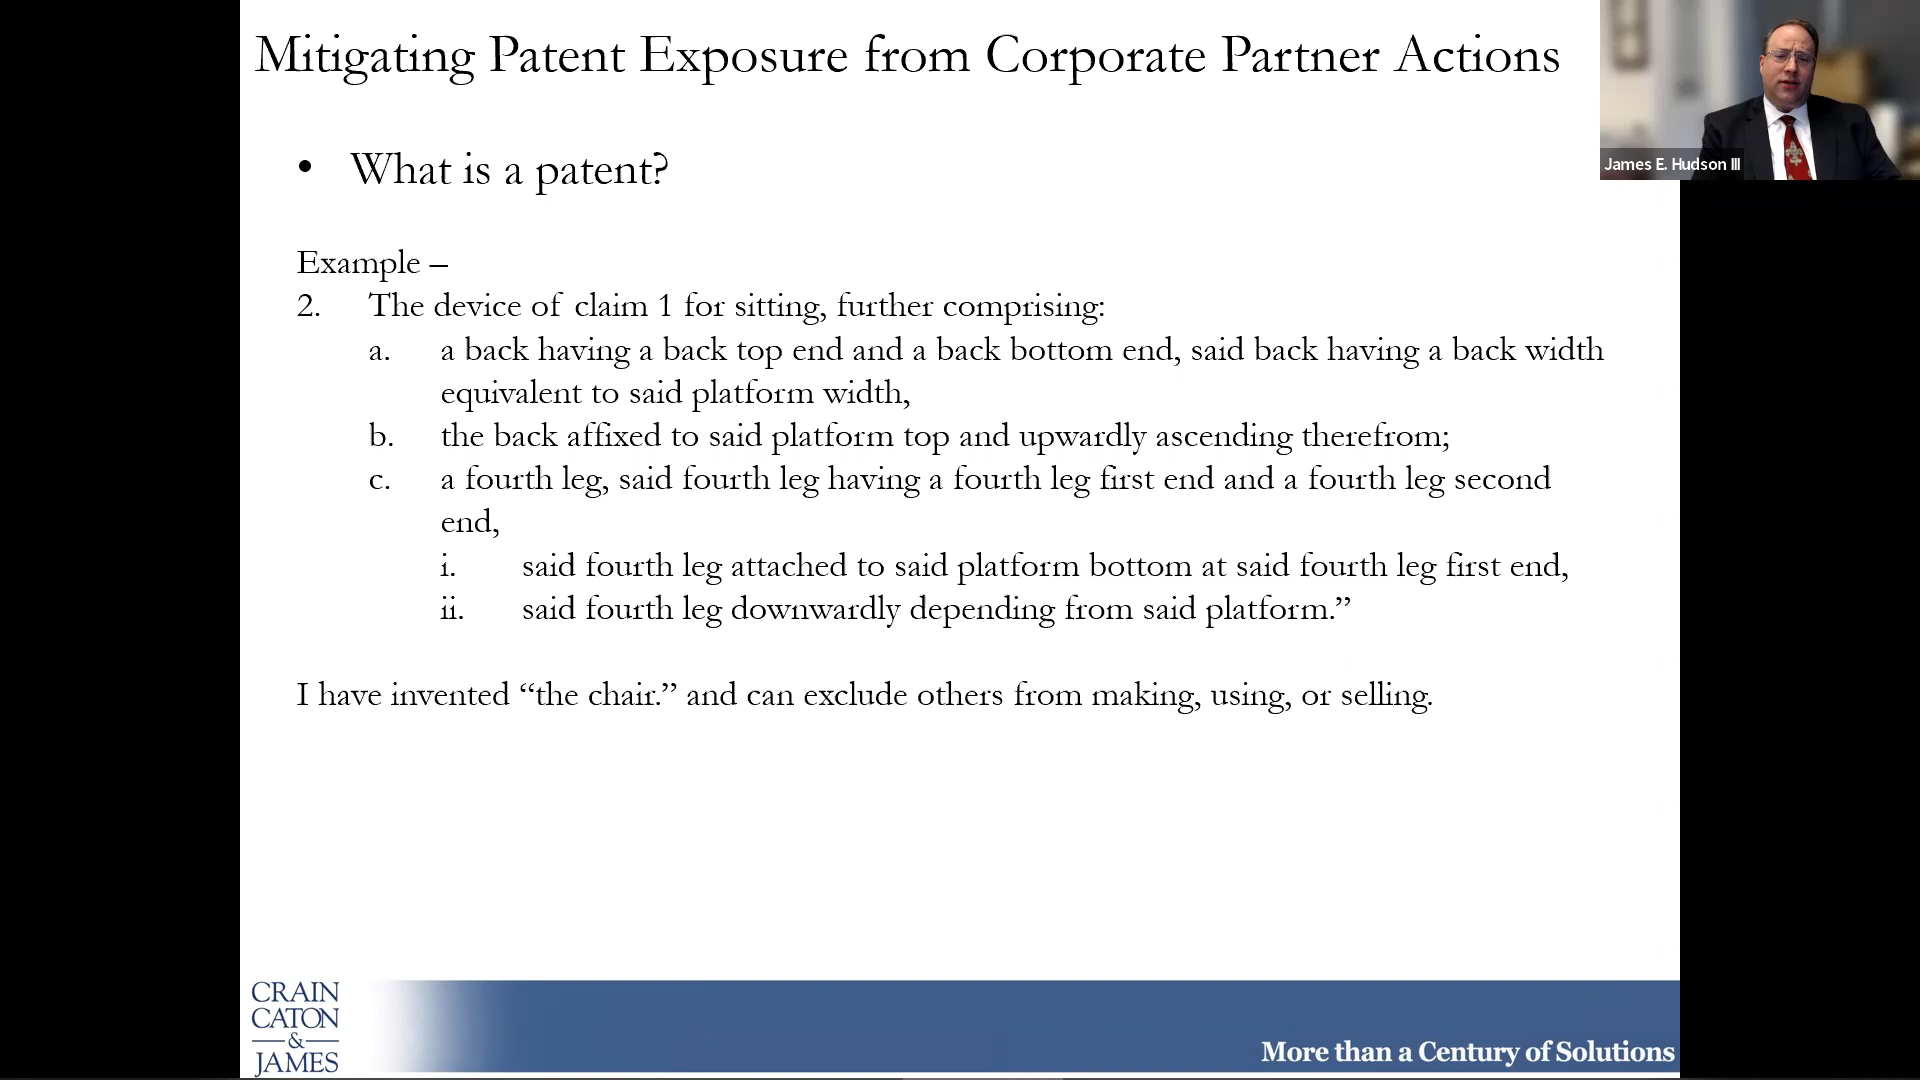 Mitigating Patent Exposure from Corporate Partner Actions
James E. Hudson III
• What is a patent?
Example –
2. The device of claim 1 for sitting, further comprising:
a. a back having a back top end and a back bottom end, said back having a back width
equivalent to said platform width,
b. the back affixed to said platform top and upwardly ascending therefrom;
c. a fourth leg, said fourth leg having a fourth leg first end and a fourth leg second
end,
i. said fourth leg attached to said platform bottom at said fourth leg first end,
ii. said fourth leg downwardly depending from said platform.”
I have invented “the chair.” and can exclude others from making, using, or selling.
CRAIN
CATON
&
JAMES
More than a Century of Solutions